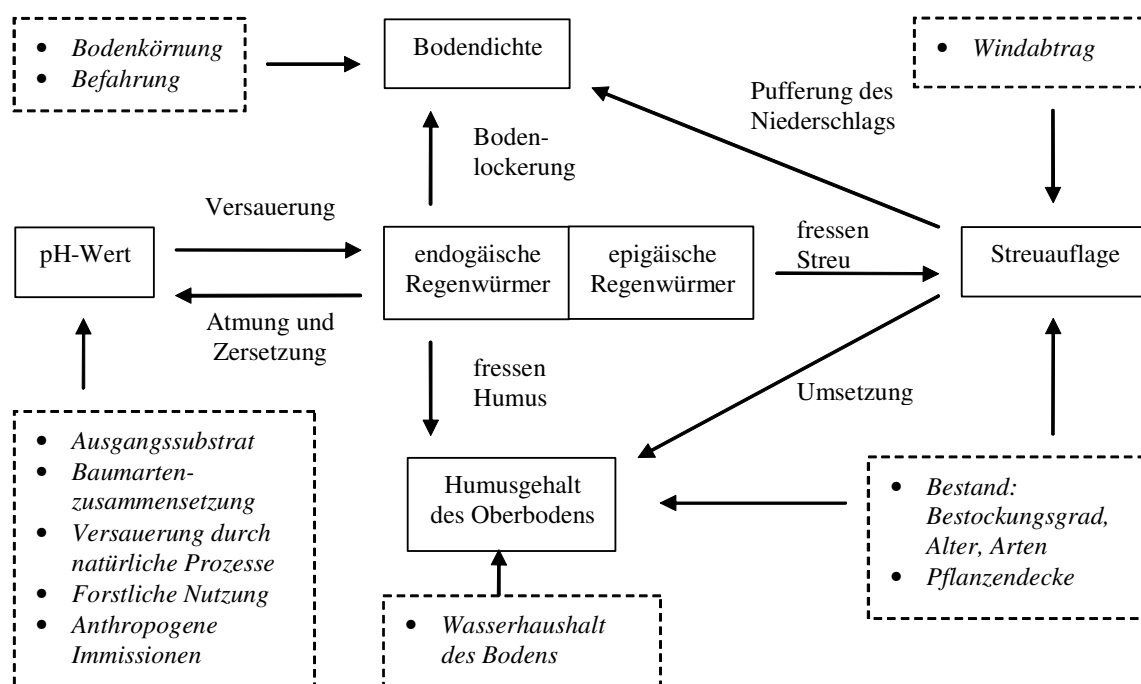 • Bodenkörnung
• Befahrung
Bodendichte
• Windabtrag
Pufferung des
Niederschlags
Boden-
lockerung
Versauerung
pH-Wert
endogäische
Regenwürmer
epigäische
Regenwürmer
fressen
Streu
Streuauflage
Atmung und
Zersetzung
fressen
Humus
Umsetzung
• Ausgangssubstrat
• Baumarten-
zusammensetzung
• Versauerung durch
natürliche Prozesse
• Forstliche Nutzung
• Anthropogene
Immissionen
Humusgehalt
des Oberbodens
• Bestand:
Bestockungsgrad,
Alter, Arten
• Pflanzendecke
• Wasserhaushalt
des Bodens